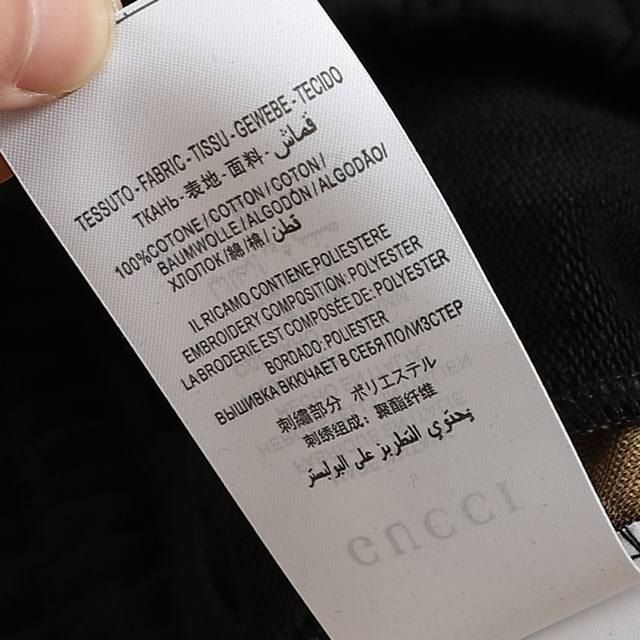 TESSUTO - FABRIC - TISSU - GEWEBE - TECIDO
ТКАНЬ - 表地 - 面料 - قماش
100%COTONE / COTTON / COTON /
BAUMWOLLE / ALGODÓN / ALGODÃO/
ХЛОПОК /綿 /棉/ قطن
IL RICAMO CONTIENE POLIESTERE
EMBROIDERY COMPOSITION: POLYESTER
LA BRODERIE EST COMPOSÉE DE: POLYESTER
BORDADO: POLIESTER
ВЫШИВКА ВКЛЮЧАЕТ В СЕБЯ ПОЛИЭСТЕР
刺繍部分 ポリエステル
刺绣组成: 聚酯纤维
يحتوي التطريز على البوليستر
GUCCI